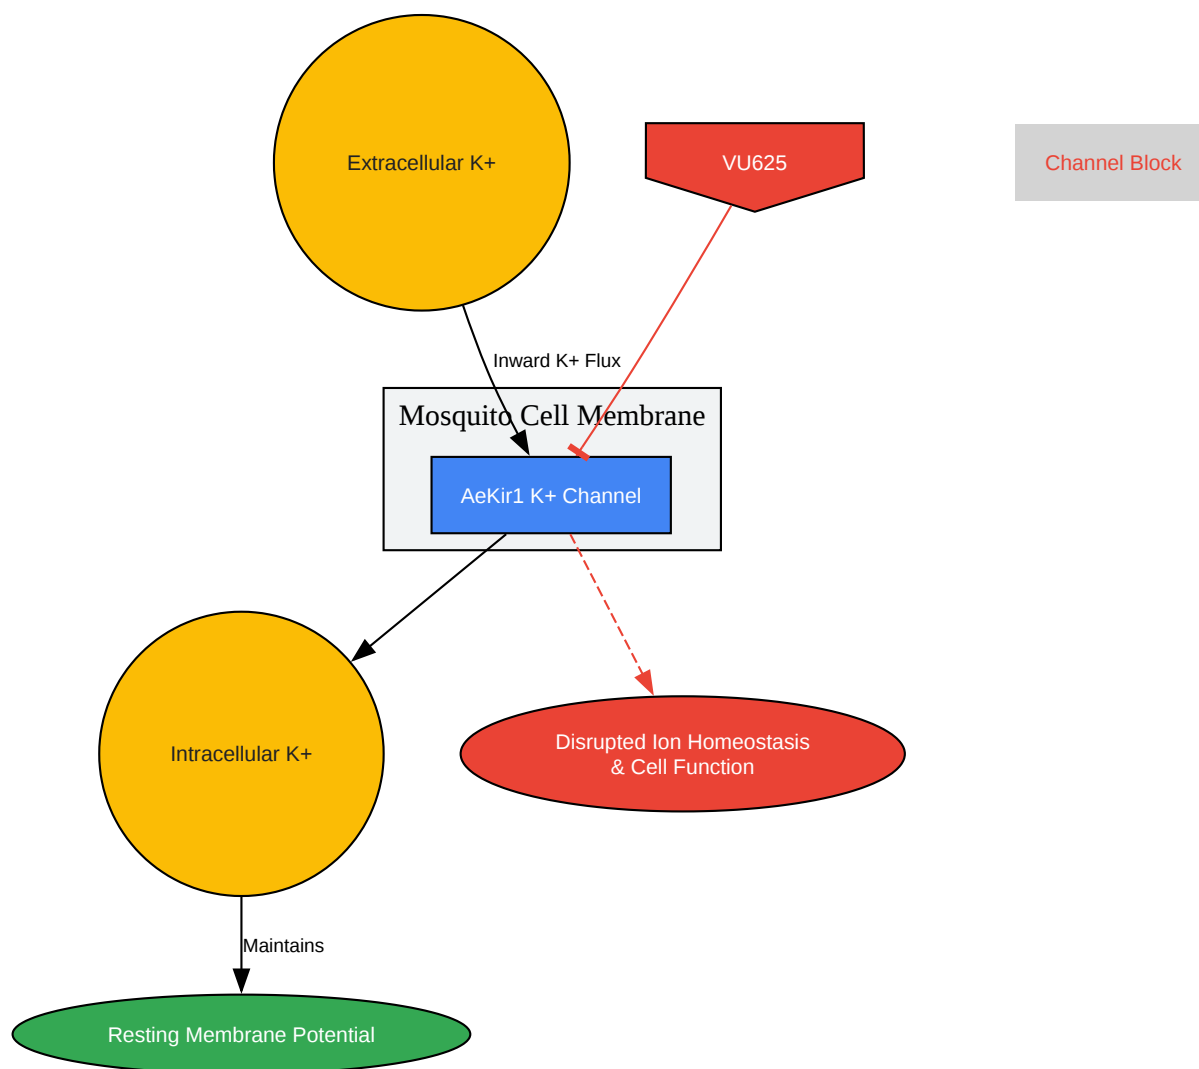 Extracellular K+
VU625
Channel Block
Inward K+ Flux
Mosquito Cell Membrane
AeKir1 K+ Channel
Intracellular K+
Disrupted Ion Homeostasis
& Cell Function
Maintains
Resting Membrane Potential